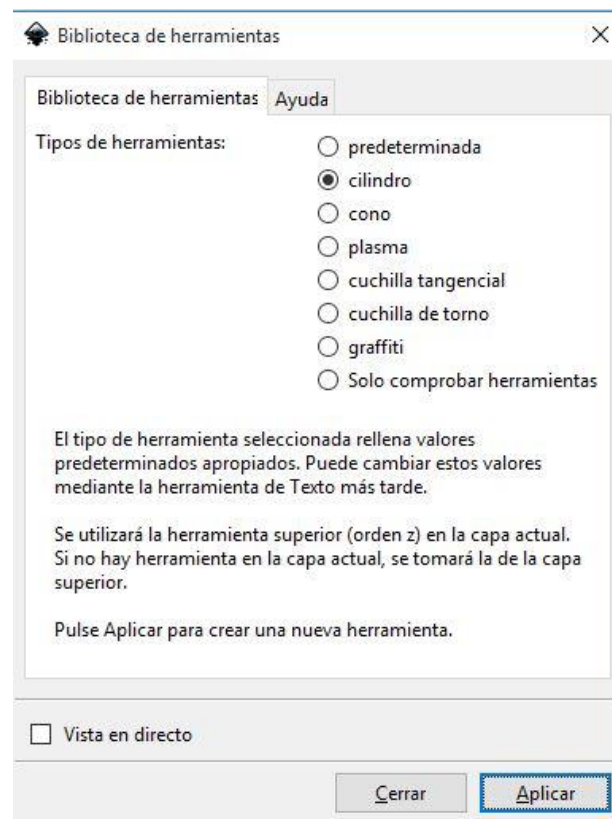 Biblioteca de herramientas
Biblioteca de herramientas Ayuda
Tipos de herramientas:
predeterminada
cilindro
cono
plasma
cuchilla tangencial
cuchilla de torno
graffiti
Solo comprobar herramientas
El tipo de herramienta seleccionada rellena valores
predeterminados apropiados. Puede cambiar estos valores
mediante la herramienta de Texto más tarde.
Se utilizará la herramienta superior (orden z) en la capa actual.
Si no hay herramienta en la capa actual, se tomará la de la capa
superior.
Pulse Aplicar para crear una nueva herramienta.
Vista en directo
Cerrar Aplicar